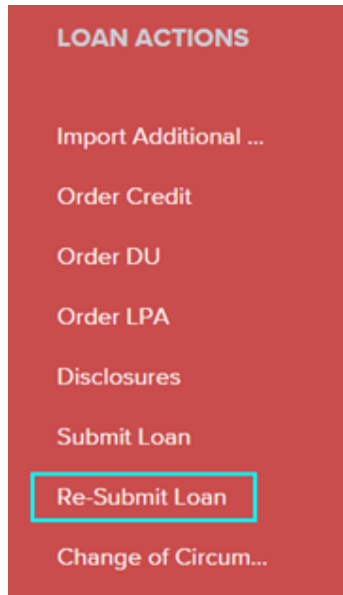 LOAN ACTIONS
Import Additional ...
Order Credit
Order DU
Order LPA
Disclosures
Submit Loan
Re-Submit Loan
Change of Circum...